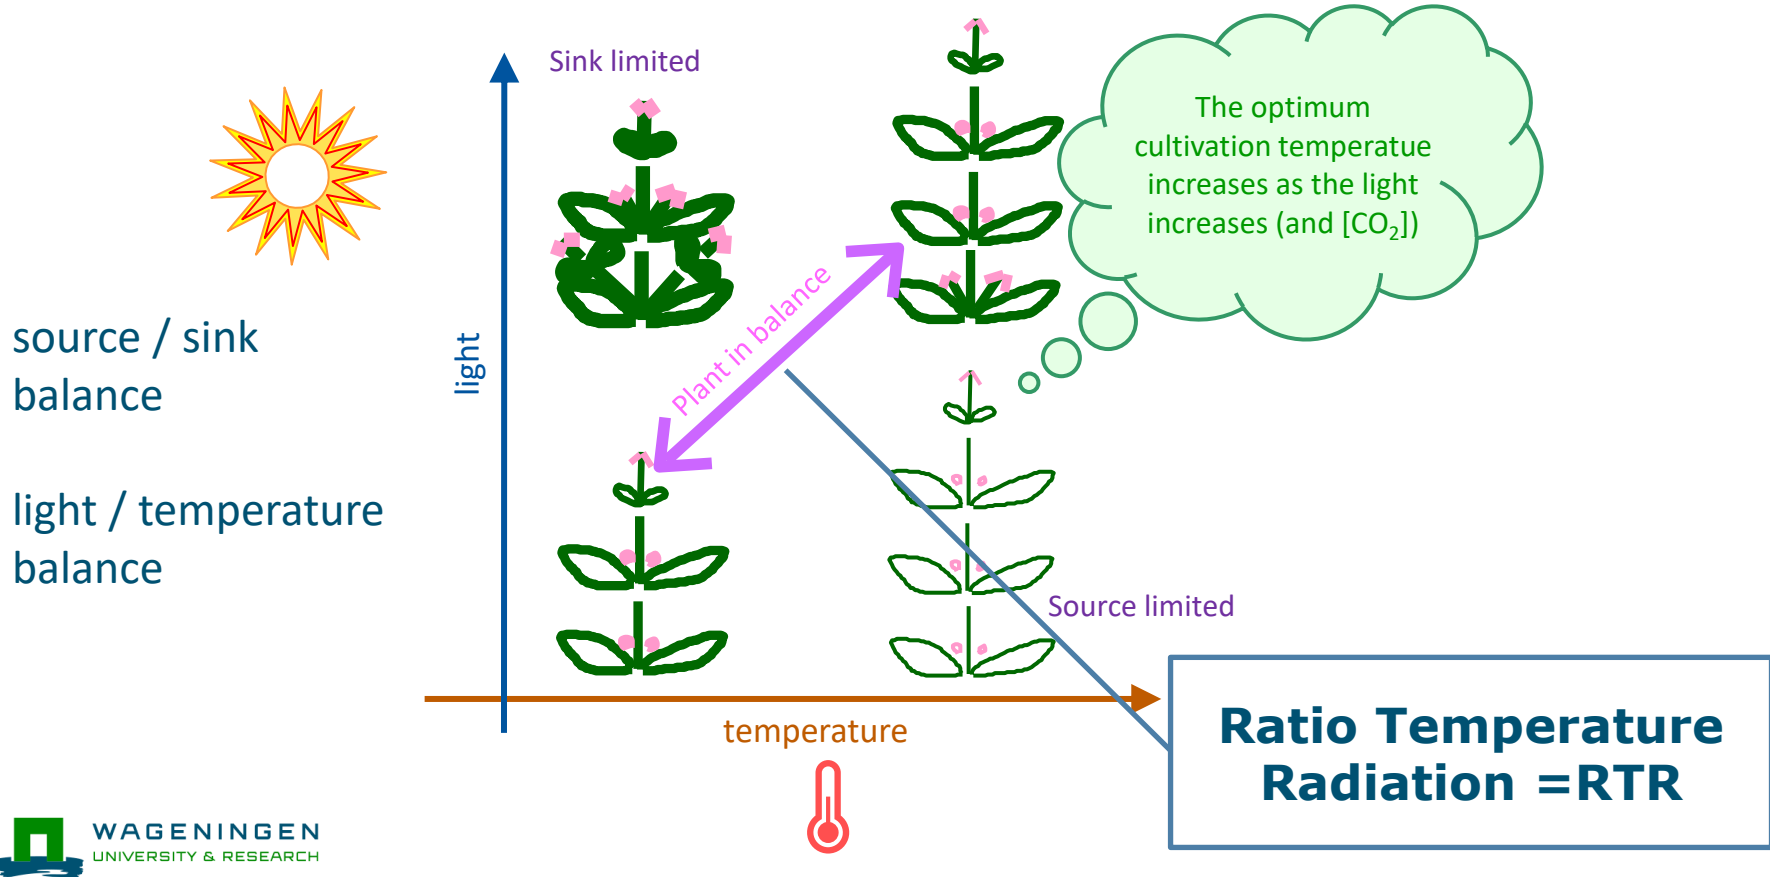 Sink limited
The optimum
cultivation temperatue
increases as the light
increases (and [CO₂])
source / sink
balance
light
Plant in balance
light / temperature
balance
Source limited
temperature
Ratio Temperature
Radiation =RTR
WAGENINGEN
UNIVERSITY & RESEARCH